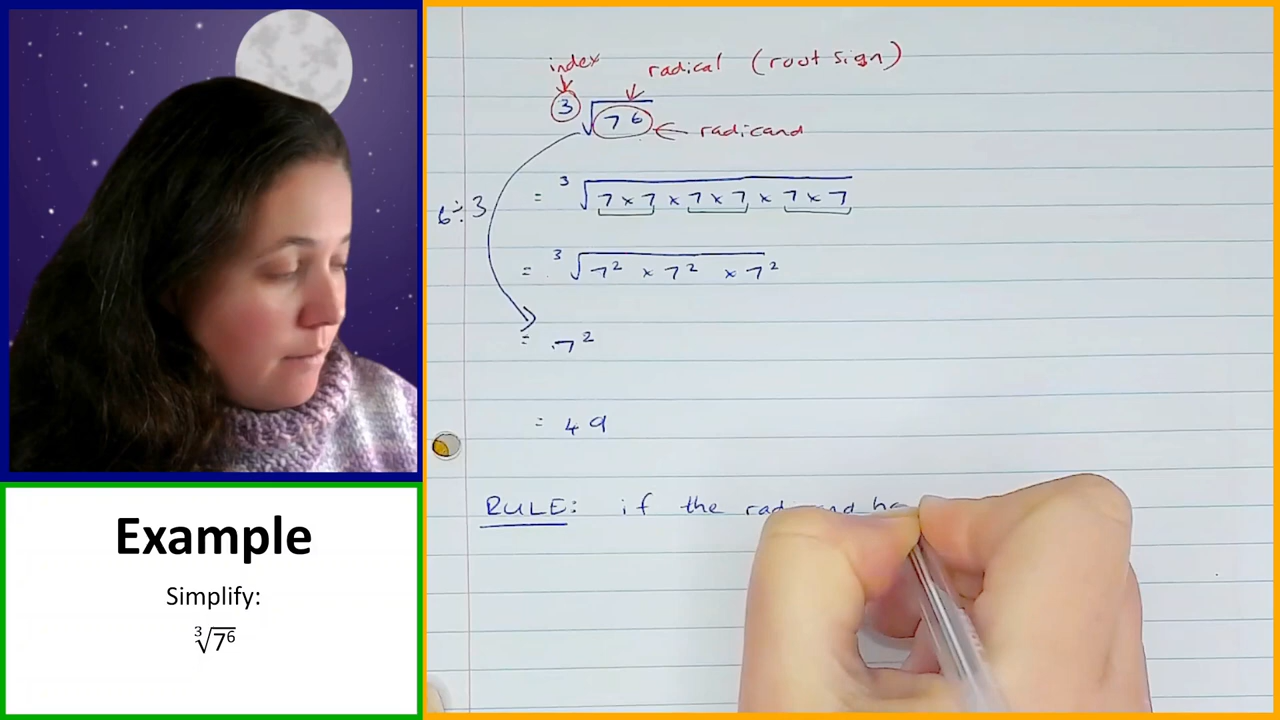 index
radical (root sign)
³√7⁶
radicand
= ³√7 × 7 × 7 × 7 × 7 × 7
6 ÷ 3
= ³√7² × 7² × 7²
= 7²
= 49
RULE: if the
Example
Simplify:
³√7⁶